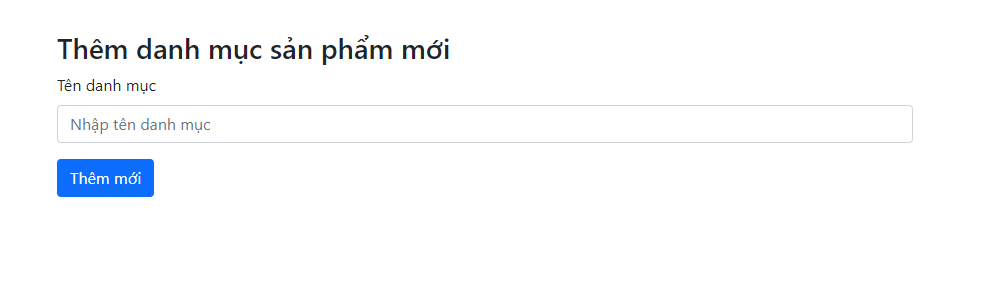 Thêm danh mục sản phẩm mới
Tên danh mục
Nhập tên danh mục
Thêm mới